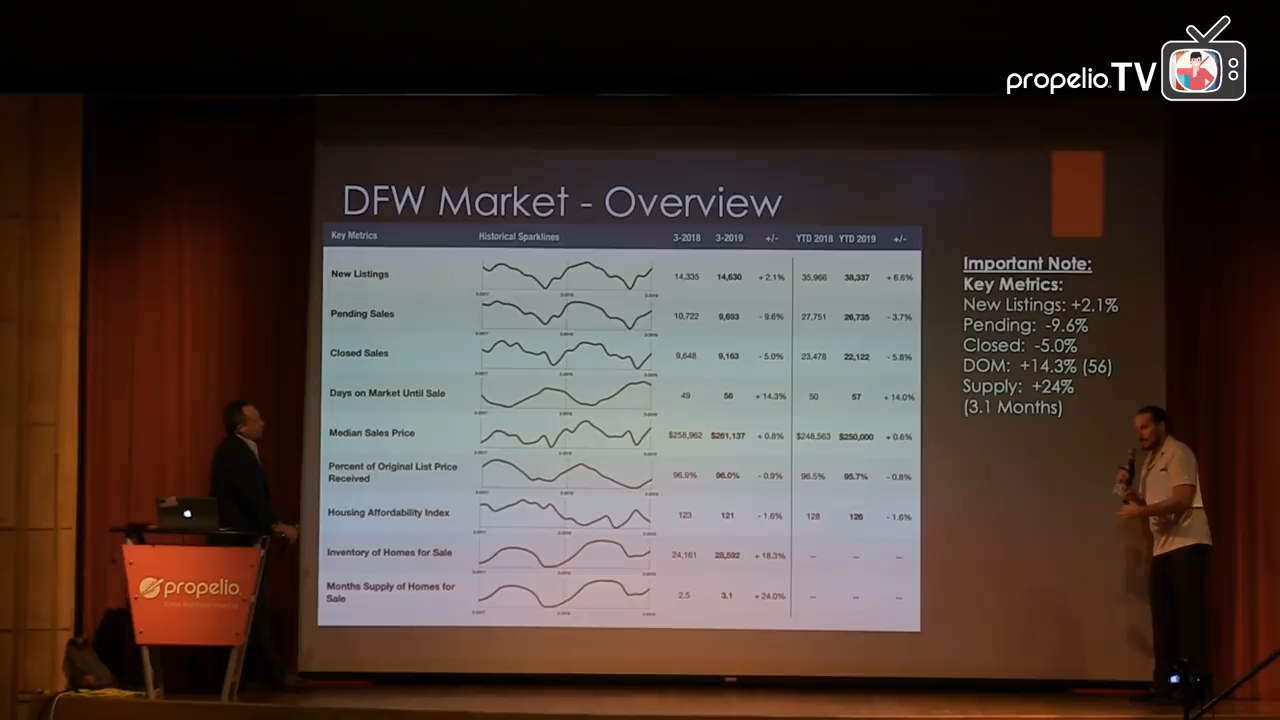 propelio.TV
DFW Market - Overview
Key Metrics Historical Sparklines 3-2018 3-2019 +/- YTD 2018 YTD 2019 +/-
New Listings 14,335 14,630 + 2.1% 35,966 38,337 + 6.6%
Pending Sales 10,722 9,693 - 9.6% 27,751 26,735 - 3.7%
Closed Sales 9,648 9,163 - 5.0% 23,478 22,122 - 5.8%
Days on Market Until Sale 49 56 + 14.3% 50 57 + 14.0%
Median Sales Price $258,962 $261,137 + 0.8% $248,563 $250,000 + 0.6%
Percent of Original List Price
Received 96.9% 96.0% - 0.9% 96.5% 95.7% - 0.8%
Housing Affordability Index 123 121 - 1.6% 128 126 - 1.6%
Inventory of Homes for Sale 24,161 28,592 + 18.3% -- -- --
Months Supply of Homes for
Sale 2.5 3.1 + 24.0% -- -- --
Important Note:
Key Metrics:
New Listings: +2.1%
Pending: -9.6%
Closed: -5.0%
DOM: +14.3% (56)
Supply: +24%
(3.1 Months)
propelio